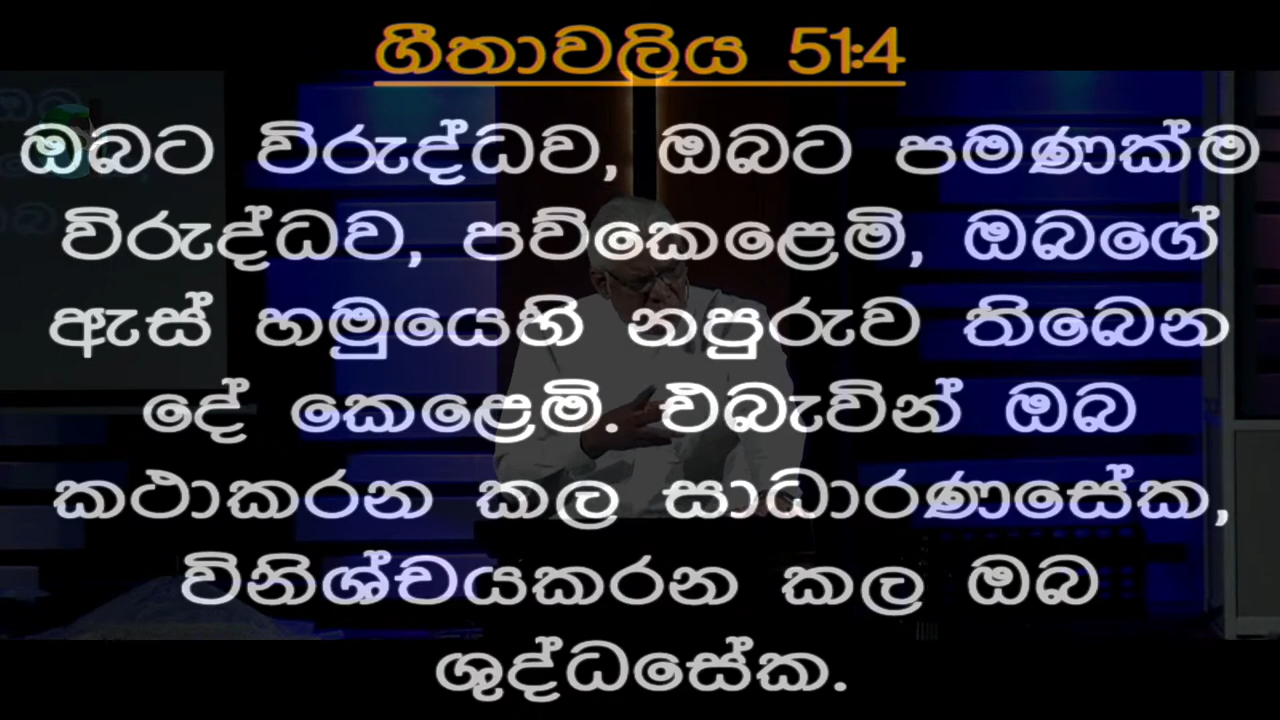 ගීතාවලිය 51:4
ඔබට විරුද්ධව, ඔබට පමණක්ම
විරුද්ධව, පව්කෙළෙමි, ඔබගේ
ඇස් හමුයෙහි නපුරුව තිබෙන
දේ කෙළෙමි. එබැවින් ඔබ
කථාකරන කල සාධාරණසේක,
විනිශ්චයකරන කල ඔබ
ශුද්ධසේක.